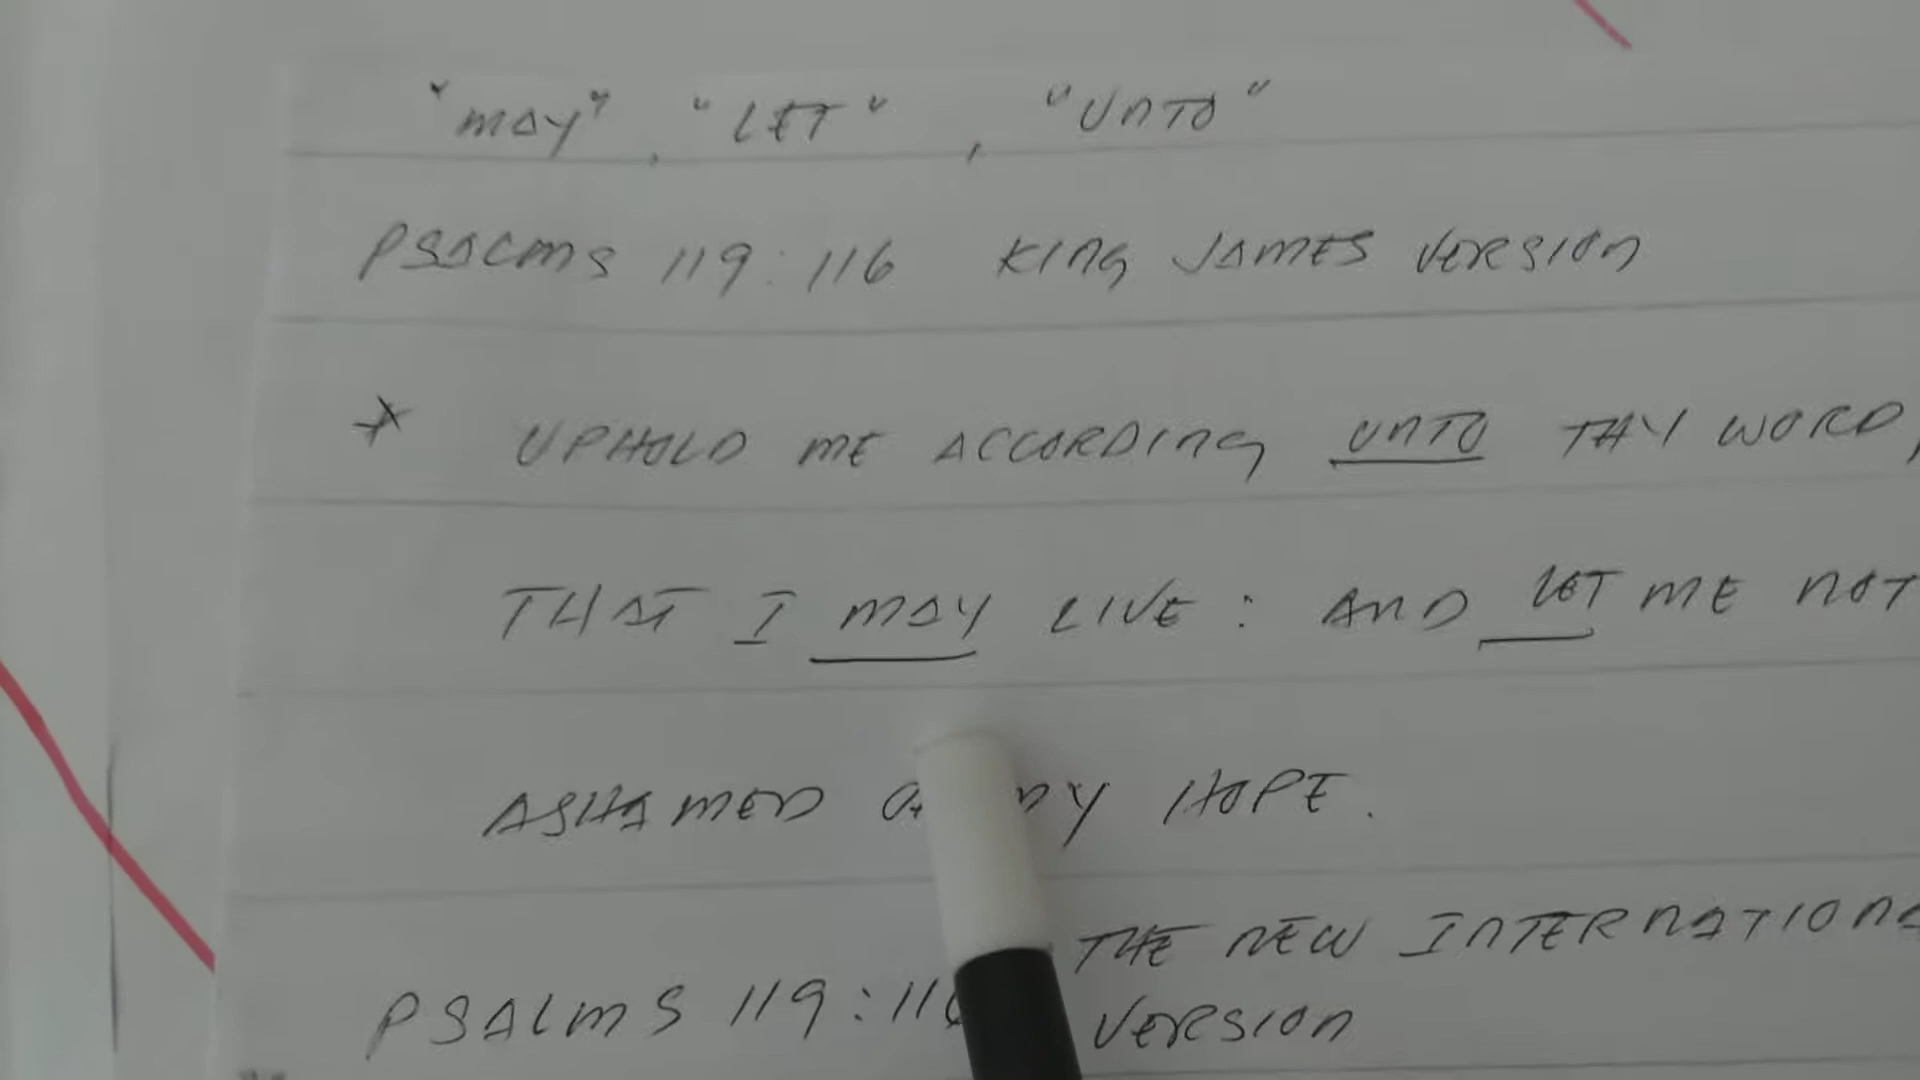 "MAY", "LET", "UNTO"
PSALMS 119:116 KING JAMES VERSION
* UPHOLD ME ACCORDING UNTO THY WORD,
THAT I MAY LIVE: AND LET ME NOT
ASHAMED MY HOPE.
THE NEW
PSALMS 119:11 VERSION